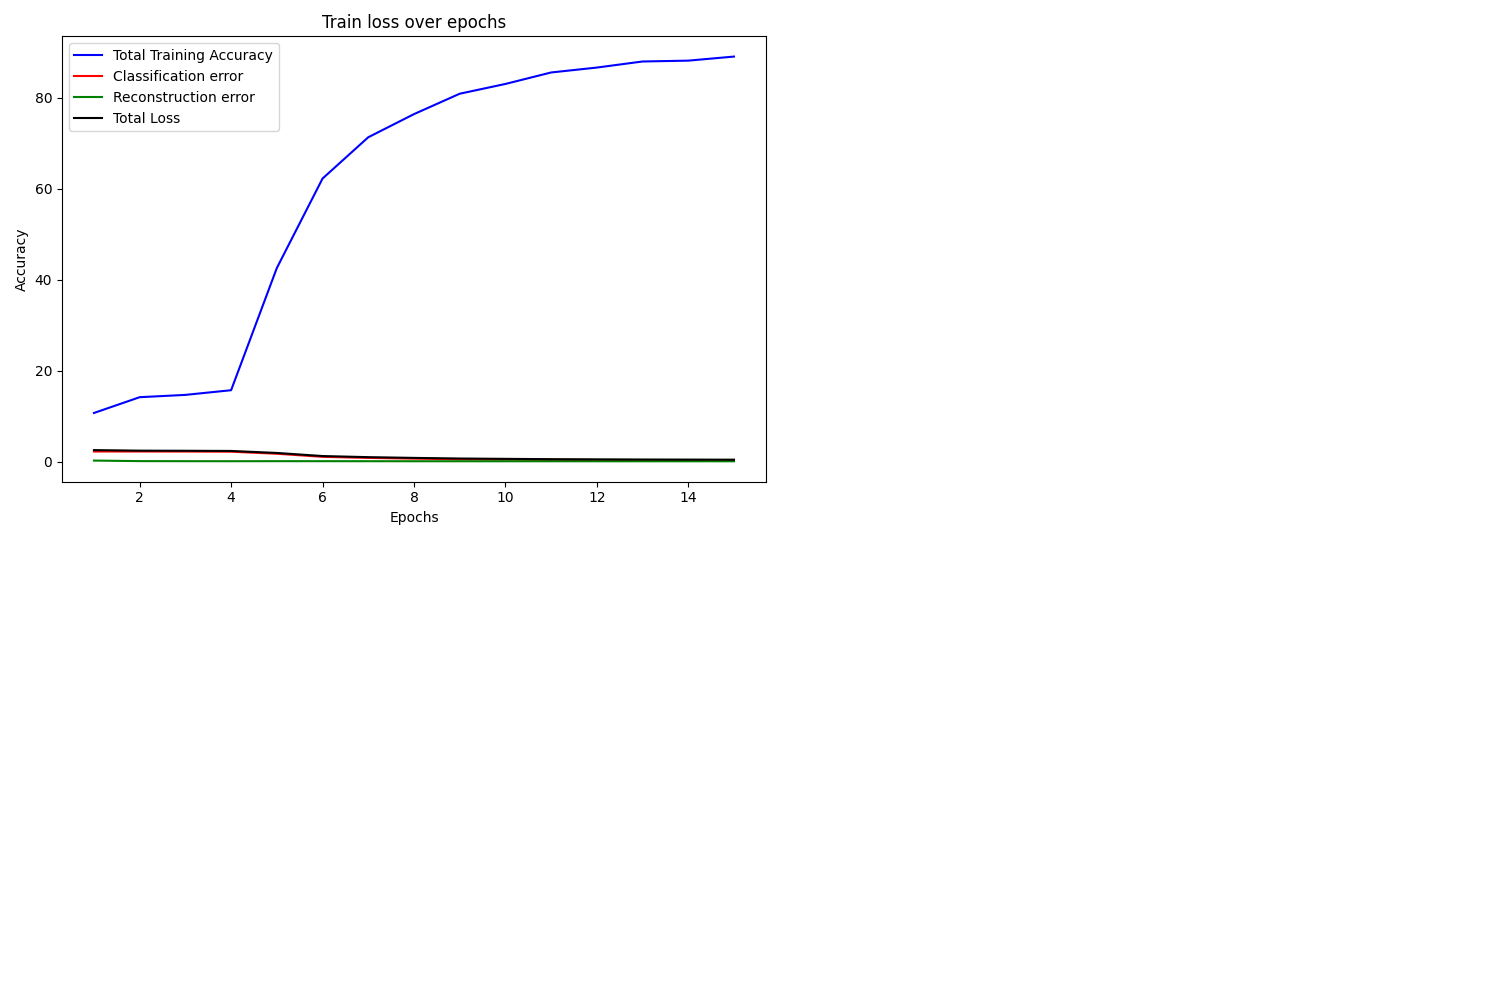 Train loss over epochs
Total Training Accuracy
Classification error
Reconstruction error
Total Loss
Accuracy
80
60
40
20
0
2 4 6 8 10 12 14
Epochs